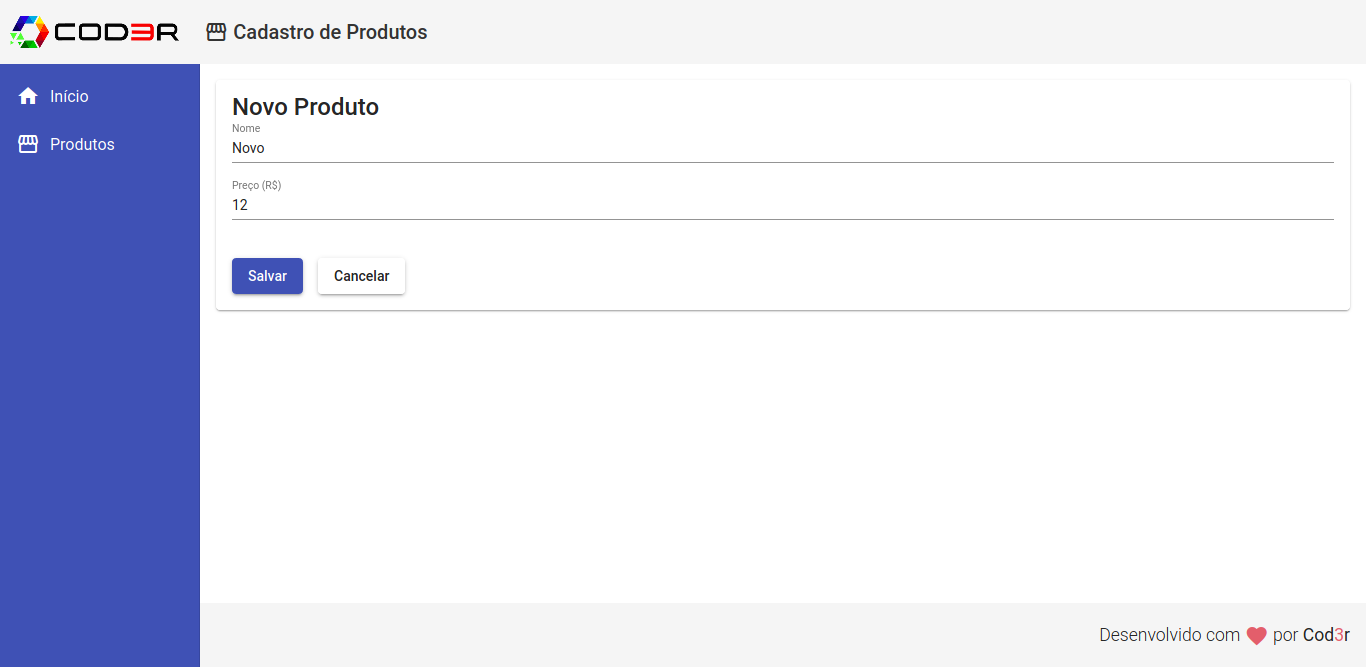 COD3R
Cadastro de Produtos
Início
Produtos
Novo Produto
Nome
Novo
Preço (R$)
12
Salvar Cancelar
Desenvolvido com por Cod3r